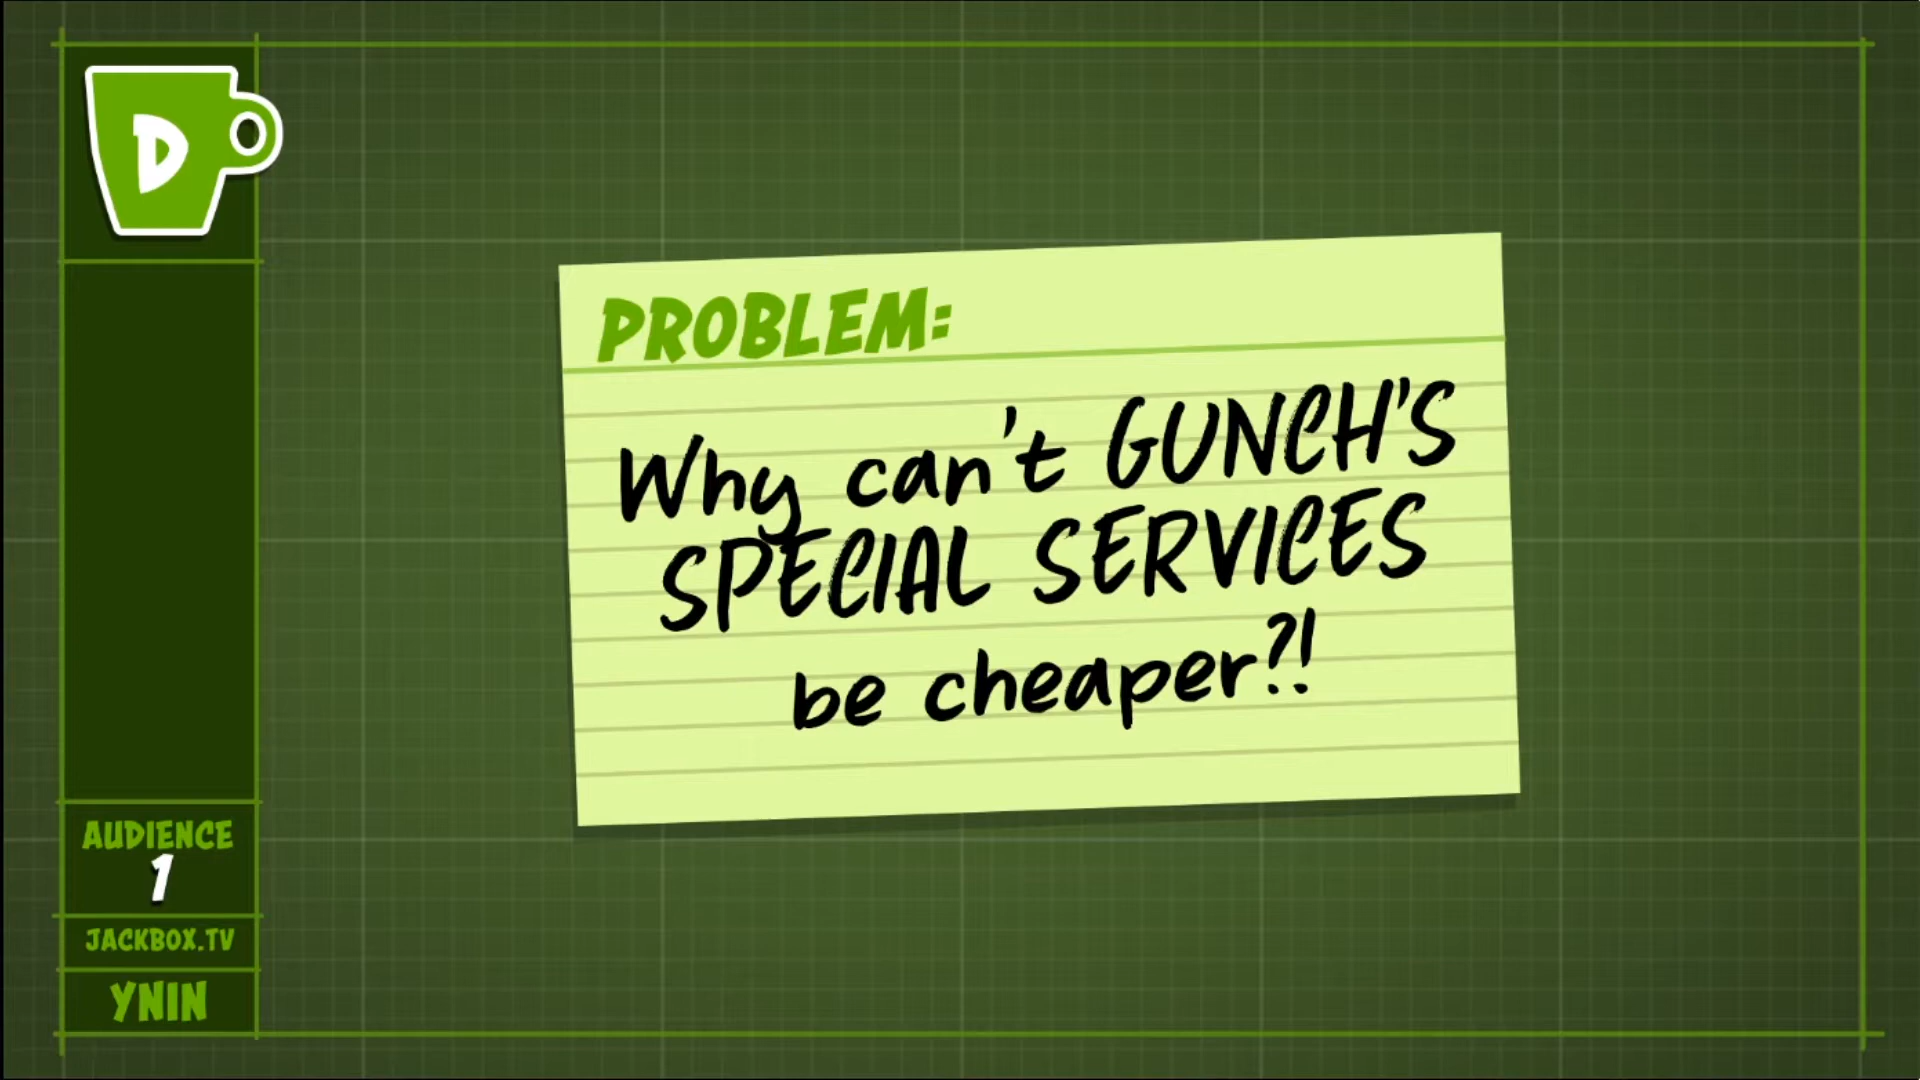 D
PROBLEM:
Why can't GUNCH'S
SPECIAL SERVICES
be cheaper?!
AUDIENCE
1
JACKBOX.TV
YNIN